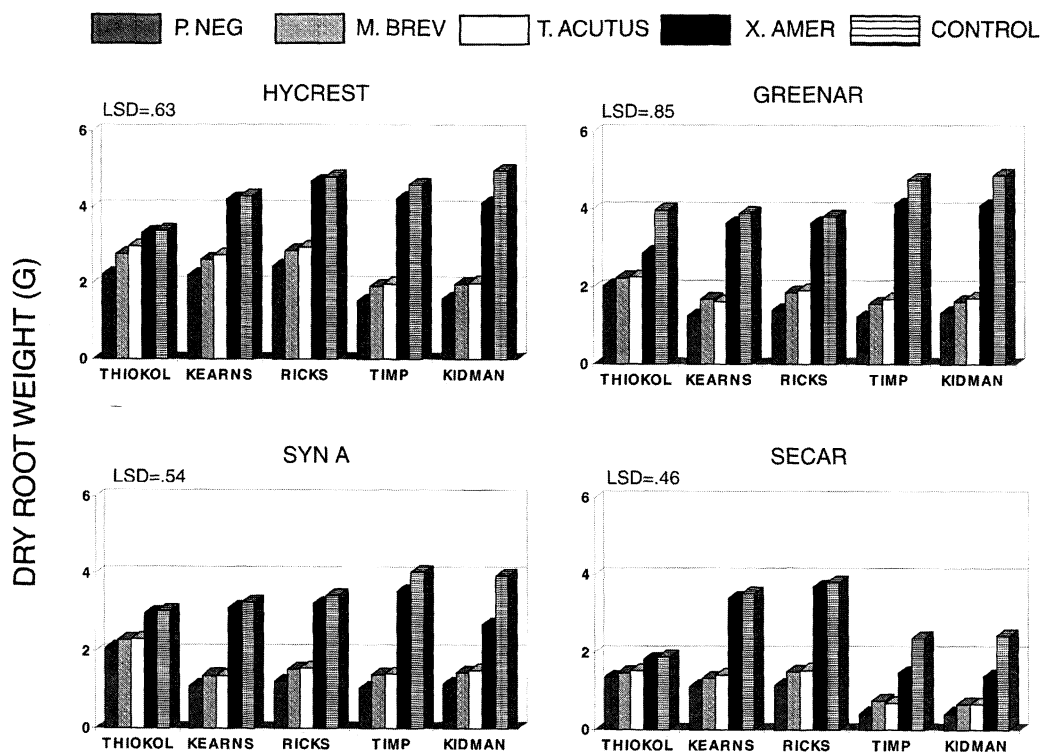 P. NEG M. BREV T. ACUTUS X. AMER CONTROL
DRY ROOT WEIGHT (G)
HYCREST
LSD=.63
6
4
2
0
THIOKOL KEARNS RICKS TIMP KIDMAN
GREENAR
LSD=.85
6
4
2
0
THIOKOL KEARNS RICKS TIMP KIDMAN
SYN A
LSD=.54
6
4
2
0
THIOKOL KEARNS RICKS TIMP KIDMAN
SECAR
LSD=.46
6
4
2
0
THIOKOL KEARNS RICKS TIMP KIDMAN